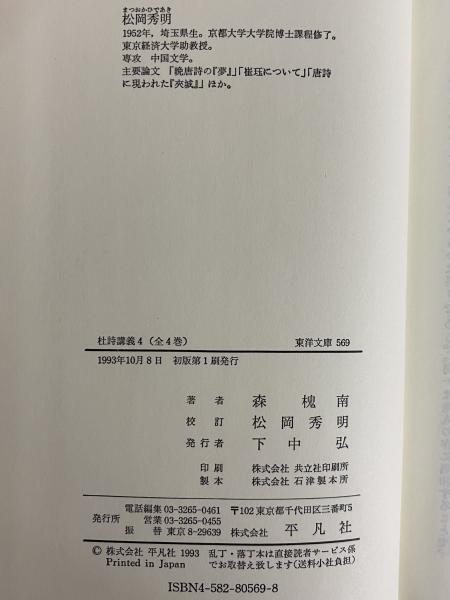 まつおかひであき
松岡秀明
1952年，埼玉県生。京都大学大学院博士課程修了。
東京経済大学助教授。
専攻 中国文学。
主要論文 「晩唐詩の『夢』」「崔珏について」「唐詩
に現われた『夾誠』」ほか。
杜詩講義4（全4巻） 東洋文庫 569
1993年10月8日 初版第1刷発行
著者 森槐南
校訂 松岡秀明
発行者 下中弘
印刷 株式会社 共立社印刷所
製本 株式会社 石津製本所
電話編集 03-3265-0461 〒102 東京都千代田区三番町5
発行所 営業 03-3265-0455
振替 東京 8-29639 株式会社 平凡社
© 株式会社 平凡社 1993 乱丁・落丁本は直接読者サービス係
Printed in Japan でお取替え致します（送料小社負担）
ISBN4-582-80569-8